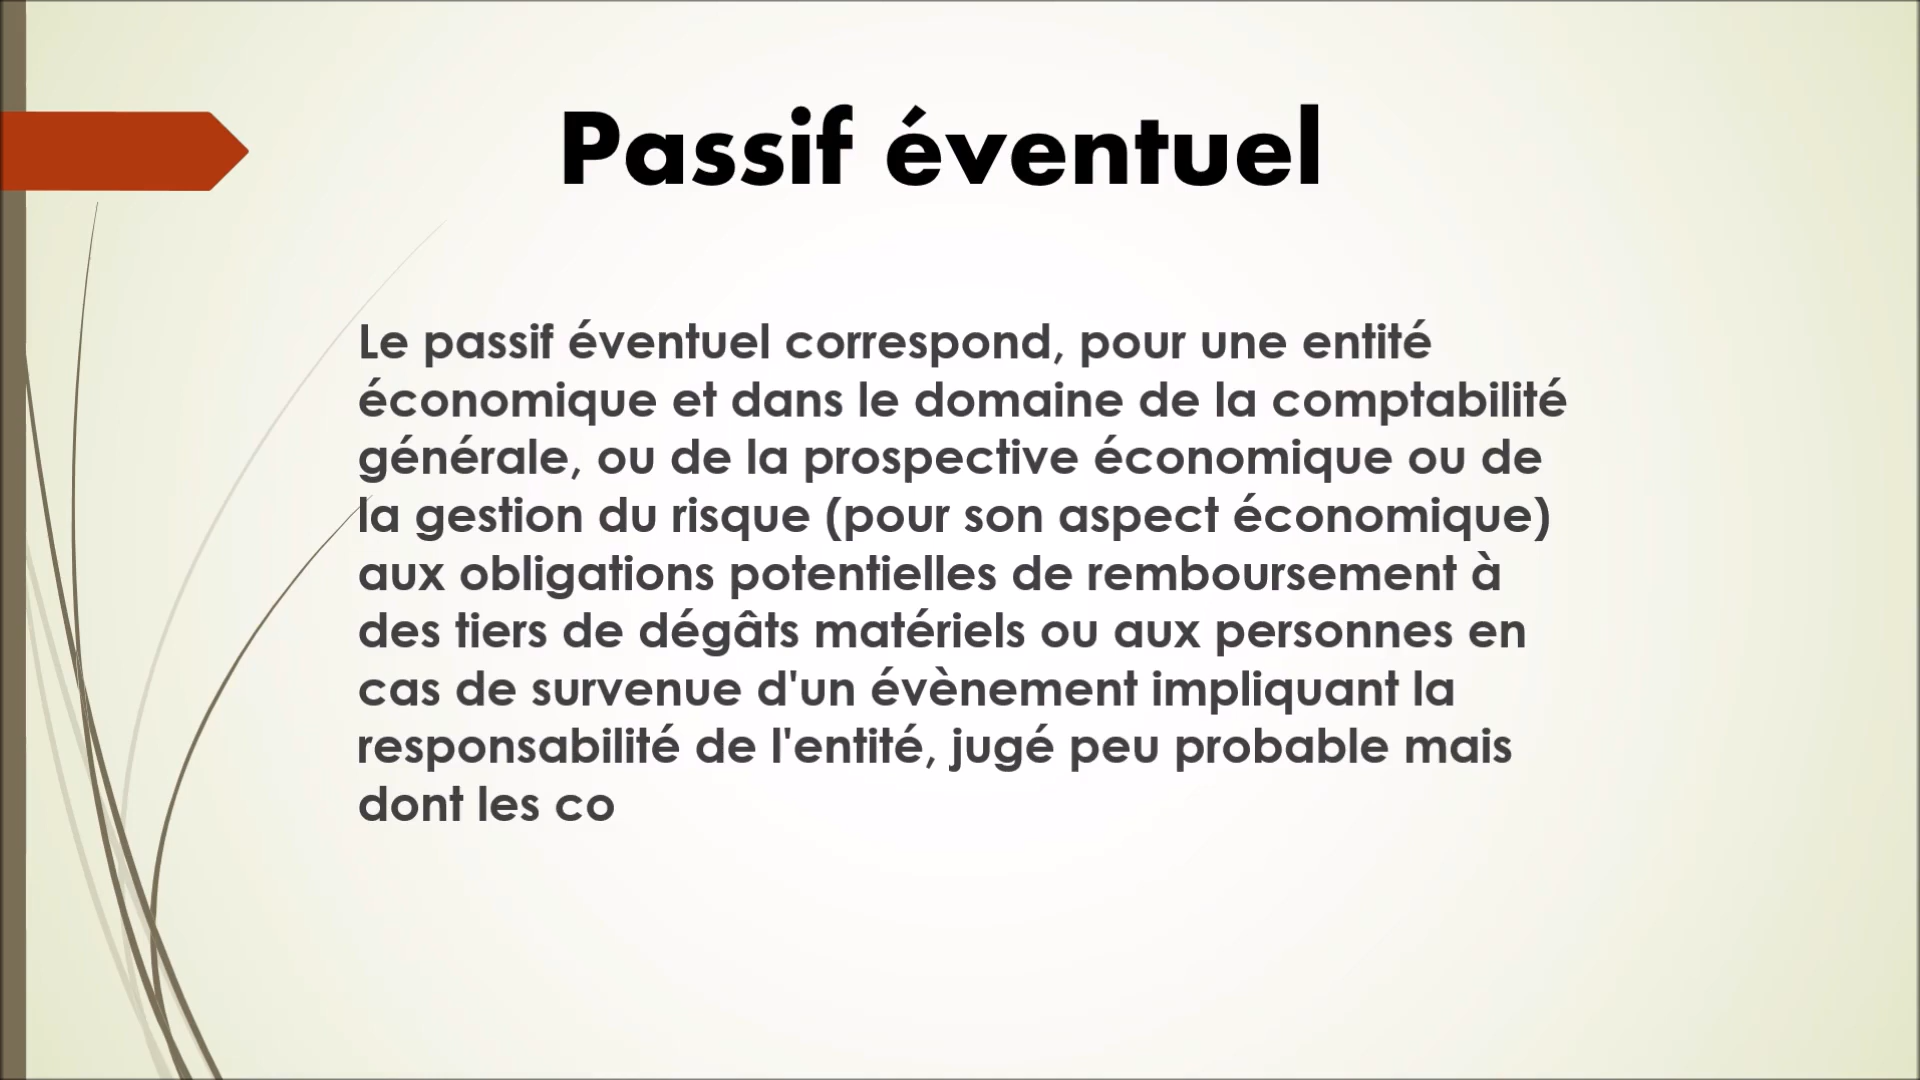 Passif éventuel
Le passif éventuel correspond, pour une entité
économique et dans le domaine de la comptabilité
générale, ou de la prospective économique ou de
la gestion du risque (pour son aspect économique)
aux obligations potentielles de remboursement à
des tiers de dégâts matériels ou aux personnes en
cas de survenue d'un évènement impliquant la
responsabilité de l'entité, jugé peu probable mais
dont les co